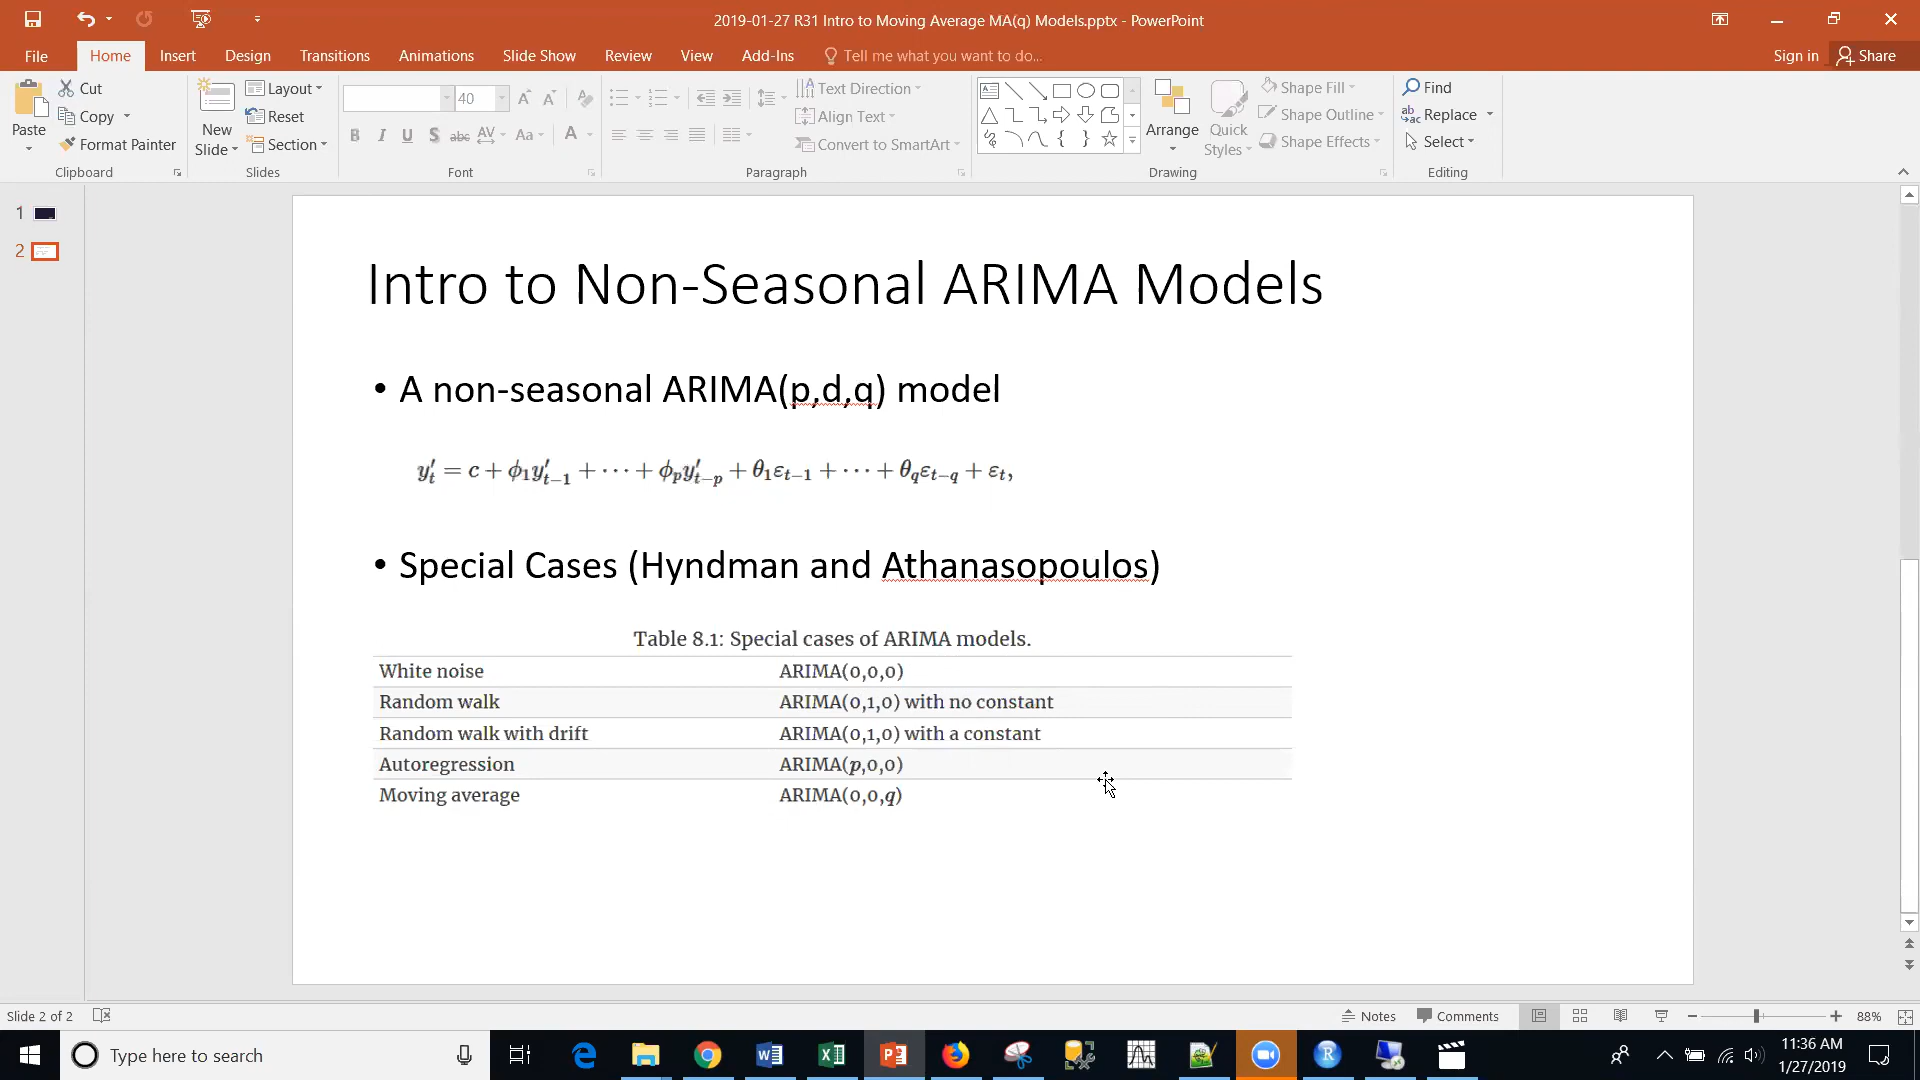 2019-01-27 R31 Intro to Moving Average MA(q) Models.pptx - PowerPoint
File Home Insert Design Transitions Animations Slide Show Review View Add-Ins Tell me what you want to do... Sign in Share
Paste
Cut
Copy
Format Painter
Clipboard
New Slide
Layout
Reset
Section
Slides
40
B I U S abc AV Aa A
Font
Text Direction
Align Text
Convert to SmartArt
Paragraph
Arrange
Quick Styles
Shape Fill
Shape Outline
Shape Effects
Drawing
Find
Replace
Select
Editing
1
2
Intro to Non-Seasonal ARIMA Models
• A non-seasonal ARIMA(p,d,q) model
y′ₜ = c + ϕ₁y′ₜ₋₁ + ⋯ + ϕₚy′ₜ₋ₚ + θ₁εₜ₋₁ + ⋯ + θ_qε_{t−q} + εₜ,
• Special Cases (Hyndman and Athanasopoulos)
Table 8.1: Special cases of ARIMA models.
White noise ARIMA(0,0,0)
Random walk ARIMA(0,1,0) with no constant
Random walk with drift ARIMA(0,1,0) with a constant
Autoregression ARIMA(p,0,0)
Moving average ARIMA(0,0,q)
Slide 2 of 2 Notes Comments 88%
Type here to search
11:36 AM
1/27/2019